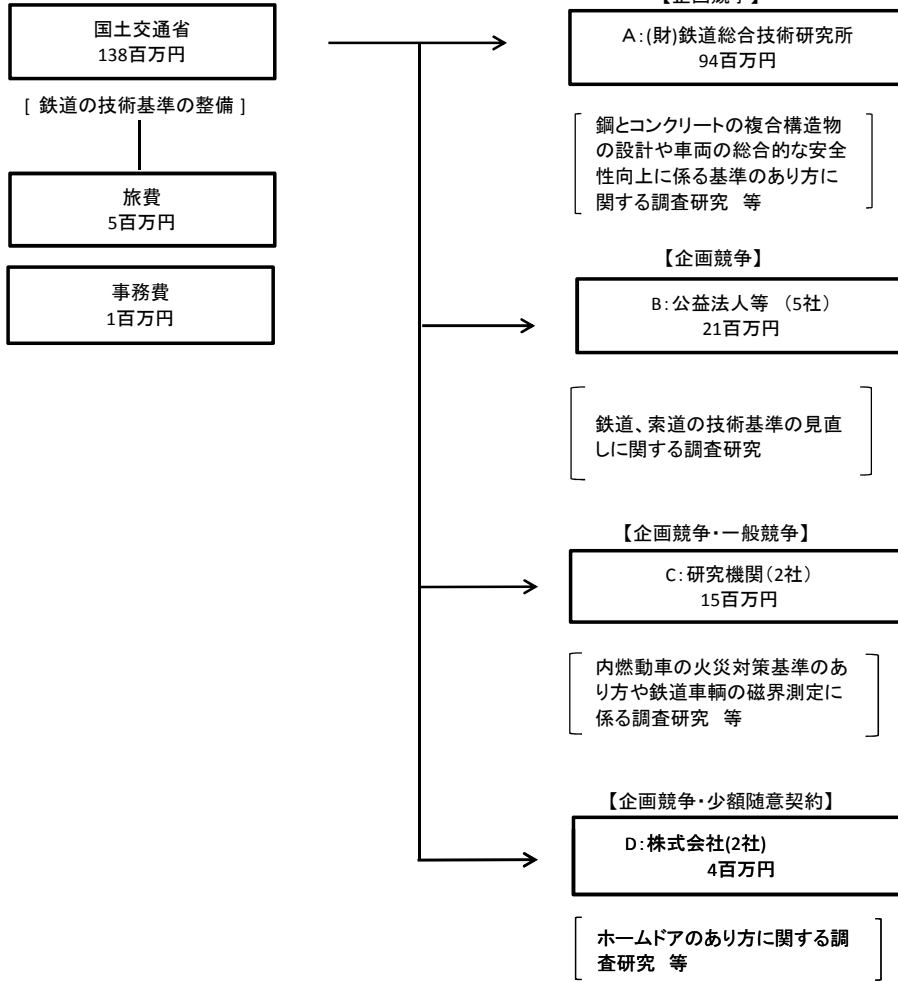 国土交通省
138百万円
[ 鉄道の技術基準の整備 ]
旅費
5百万円
事務費
1百万円
【企画競争】
A:(財)鉄道総合技術研究所
94百万円
鋼とコンクリートの複合構造物
の設計や車両の総合的な安全
性向上に係る基準のあり方に
関する調査研究 等
【企画競争】
B:公益法人等 (5社)
21百万円
鉄道、索道の技術基準の見直
しに関する調査研究
【企画競争・一般競争】
C:研究機関(2社)
15百万円
内燃動車の火災対策基準のあ
り方や鉄道車輌の磁界測定に
係る調査研究 等
【企画競争・少額随意契約】
D:株式会社(2社)
4百万円
ホームドアのあり方に関する調
査研究 等